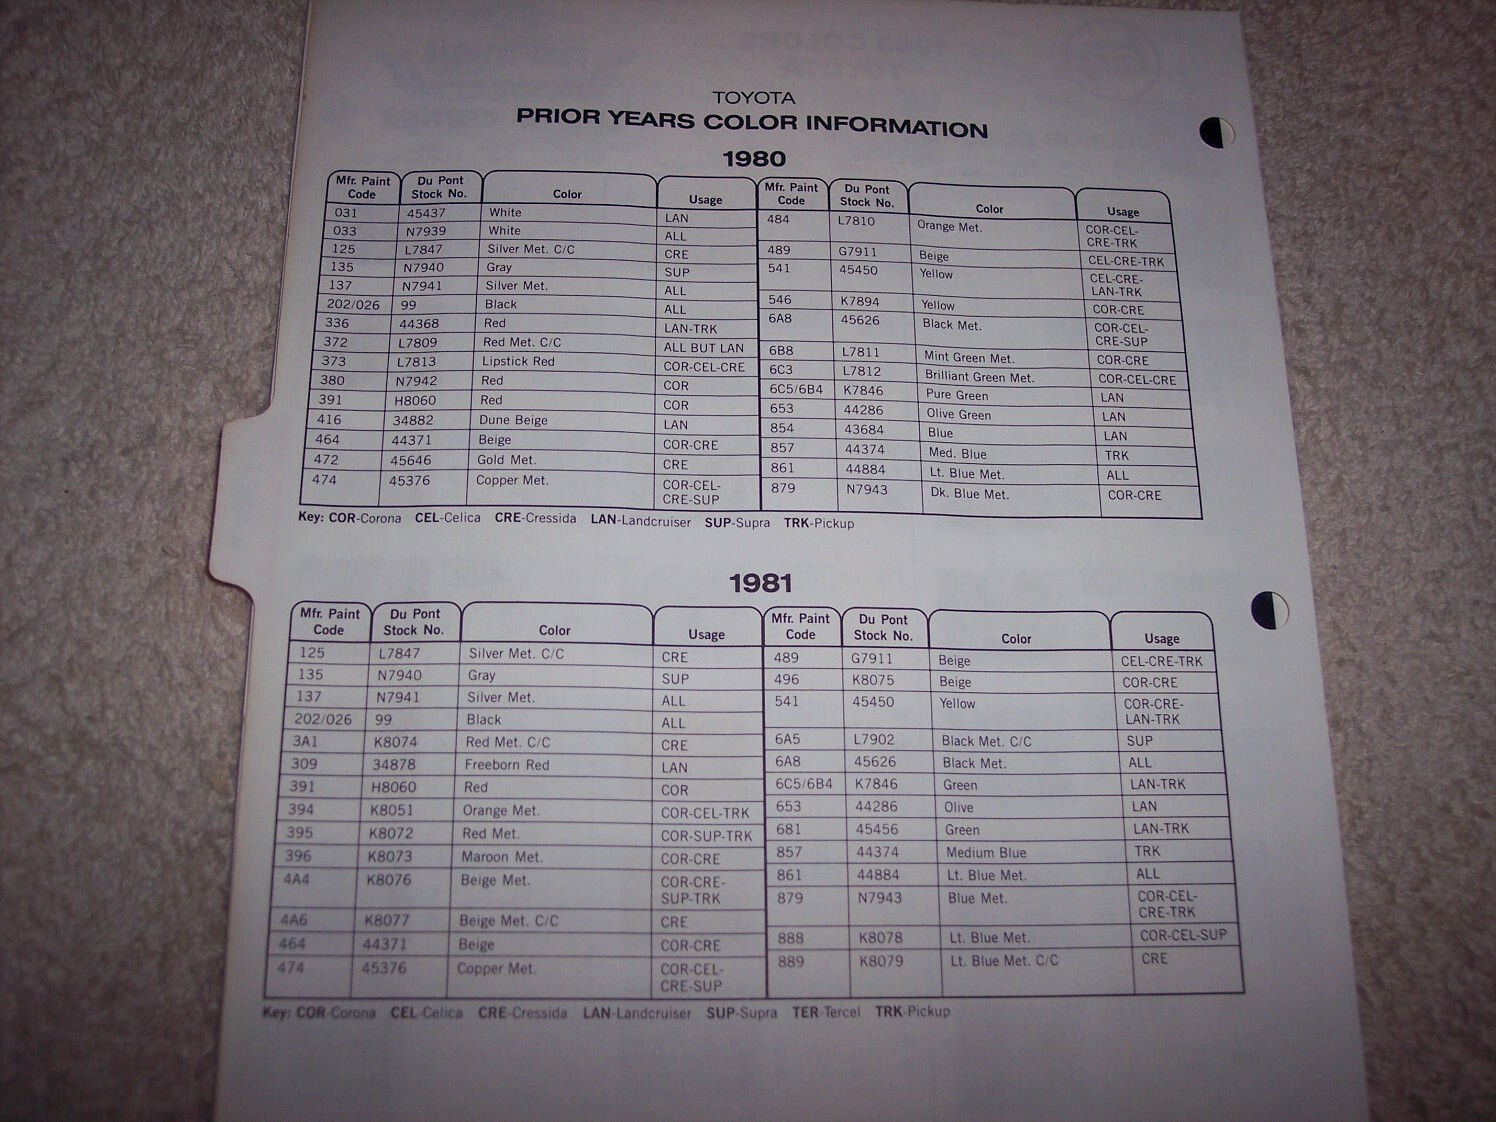 TOYOTA
PRIOR YEARS COLOR INFORMATION
1980
Mfr. Paint Code Du Pont Stock No. Color Usage
031 45437 White LAN
033 N7939 White ALL
125 L7847 Silver Met. C/C CRE
135 N7940 Gray SUP
137 N7941 Silver Met. ALL
202/026 99 Black ALL
336 44368 Red LAN-TRK
372 L7809 Red Met. C/C ALL BUT LAN
373 L7813 Lipstick Red COR-CEL-CRE
380 N7942 Red COR
391 H8060 Red COR
416 34882 Dune Beige LAN
464 44371 Beige COR-CRE
472 45646 Gold Met. CRE
474 45376 Copper Met. COR-CEL-
CRE-SUP
Mfr. Paint Code Du Pont Stock No. Color Usage
484 L7810 Orange Met. COR-CEL-
CRE-TRK
489 G7911 Beige CEL-CRE-TRK
541 45450 Yellow CEL-CRE-
LAN-TRK
546 K7894 Yellow COR-CRE
6A8 45626 Black Met. COR-CEL-
CRE-SUP
6B8 L7811 Mint Green Met. COR-CRE
6C3 L7812 Brilliant Green Met. COR-CEL-CRE
6C5/6B4 K7846 Pure Green LAN
653 44286 Olive Green LAN
854 43684 Blue LAN
857 44374 Med. Blue TRK
861 44884 Lt. Blue Met. ALL
879 N7943 Dk. Blue Met. COR-CRE
Key: COR-Corona CEL-Celica CRE-Cressida LAN-Landcruiser SUP-Supra TRK-Pickup
1981
Mfr. Paint Code Du Pont Stock No. Color Usage
125 L7847 Silver Met. C/C CRE
135 N7940 Gray SUP
137 N7941 Silver Met. ALL
202/026 99 Black ALL
3A1 K8074 Red Met. C/C CRE
309 34878 Freeborn Red LAN
391 H8060 Red COR
394 K8051 Orange Met. COR-CEL-TRK
395 K8072 Red Met. COR-SUP-TRK
396 K8073 Maroon Met. COR-CRE
4A4 K8076 Beige Met. COR-CRE-
SUP-TRK
4A6 K8077 Beige Met. C/C CRE
464 44371 Beige COR-CRE
474 45376 Copper Met. COR-CEL-
CRE-SUP
Mfr. Paint Code Du Pont Stock No. Color Usage
489 G7911 Beige CEL-CRE-TRK
496 K8075 Beige COR-CRE
541 45450 Yellow COR-CRE-
LAN-TRK
6A5 L7902 Black Met. C/C SUP
6A8 45626 Black Met. ALL
6C5/6B4 K7846 Green LAN-TRK
653 44286 Olive LAN
681 45456 Green LAN-TRK
857 44374 Medium Blue TRK
861 44884 Lt. Blue Met. ALL
879 N7943 Blue Met. COR-CEL-
CRE-TRK
888 K8078 Lt. Blue Met. COR-CEL-SUP
889 K8079 Lt. Blue Met. C/C CRE
Key: COR-Corona CEL-Celica CRE-Cressida LAN-Landcruiser SUP-Supra TER-Tercel TRK-Pickup